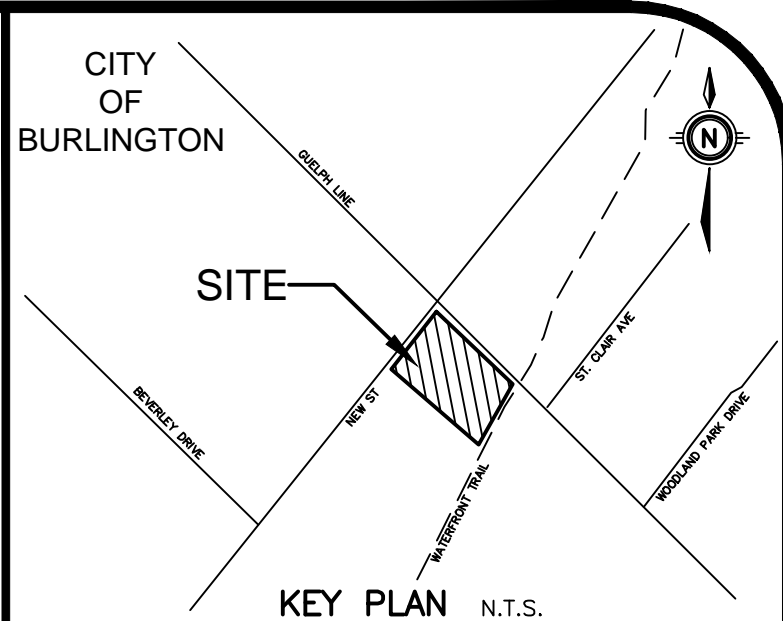 CITY
OF
BURLINGTON
N
GUELPH LINE
SITE
ST. CLAIR AVE
BEVERLEY DRIVE
NEW ST
WOODLAND PARK DRIVE
WATERFRONT TRAIL
KEY PLAN N.T.S.